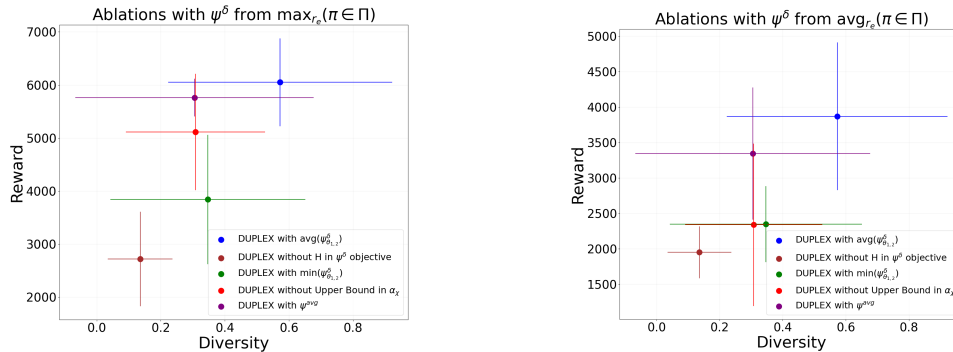 Ablations with ψ^δ from max_{r_e}(π ∈ Π)
7000
6000
5000
4000
3000
2000
Reward
0.0 0.2 0.4 0.6 0.8
Diversity
DUPLEX with avg(ψ^δ_{θ_{1,2}})
DUPLEX without H in ψ^δ objective
DUPLEX with min(ψ^δ_{θ_{1,2}})
DUPLEX without Upper Bound in α_χ
DUPLEX with ψ^{avg}
Ablations with ψ^δ from avg_{r_e}(π ∈ Π)
5000
4500
4000
3500
3000
2500
2000
1500
Reward
0.0 0.2 0.4 0.6 0.8
Diversity
DUPLEX with avg(ψ^δ_{θ_{1,2}})
DUPLEX without H in ψ^δ objective
DUPLEX with min(ψ^δ_{θ_{1,2}})
DUPLEX without Upper Bound in α_χ
DUPLEX with ψ^{avg}